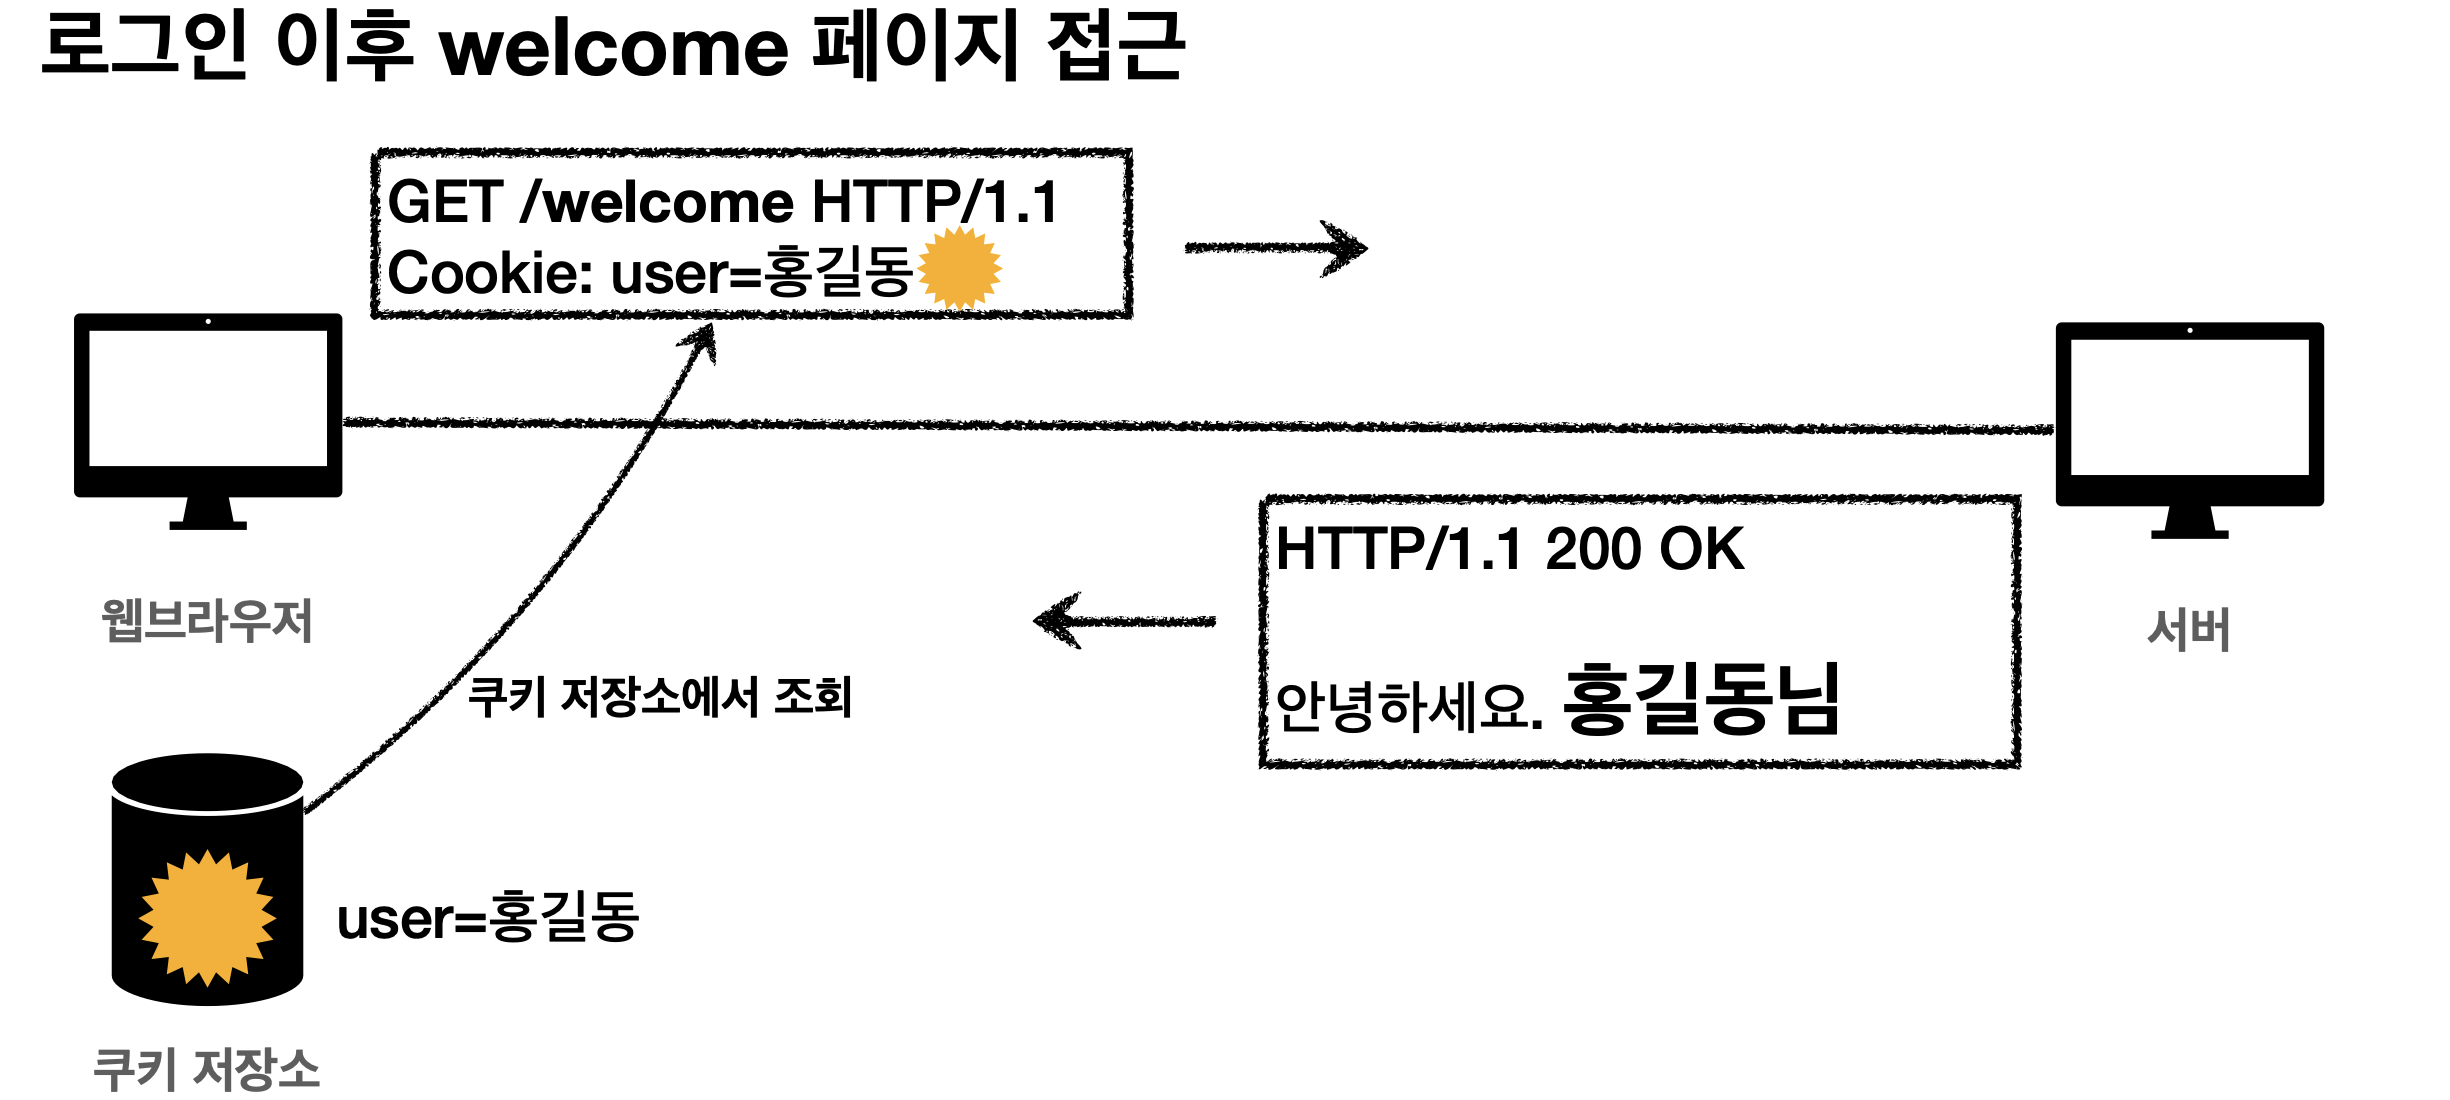 로그인 이후 welcome 페이지 접근
GET /welcome HTTP/1.1
Cookie: user=홍길동
웹브라우저
서버
HTTP/1.1 200 OK
안녕하세요. 홍길동님
쿠키 저장소에서 조회
user=홍길동
쿠키 저장소